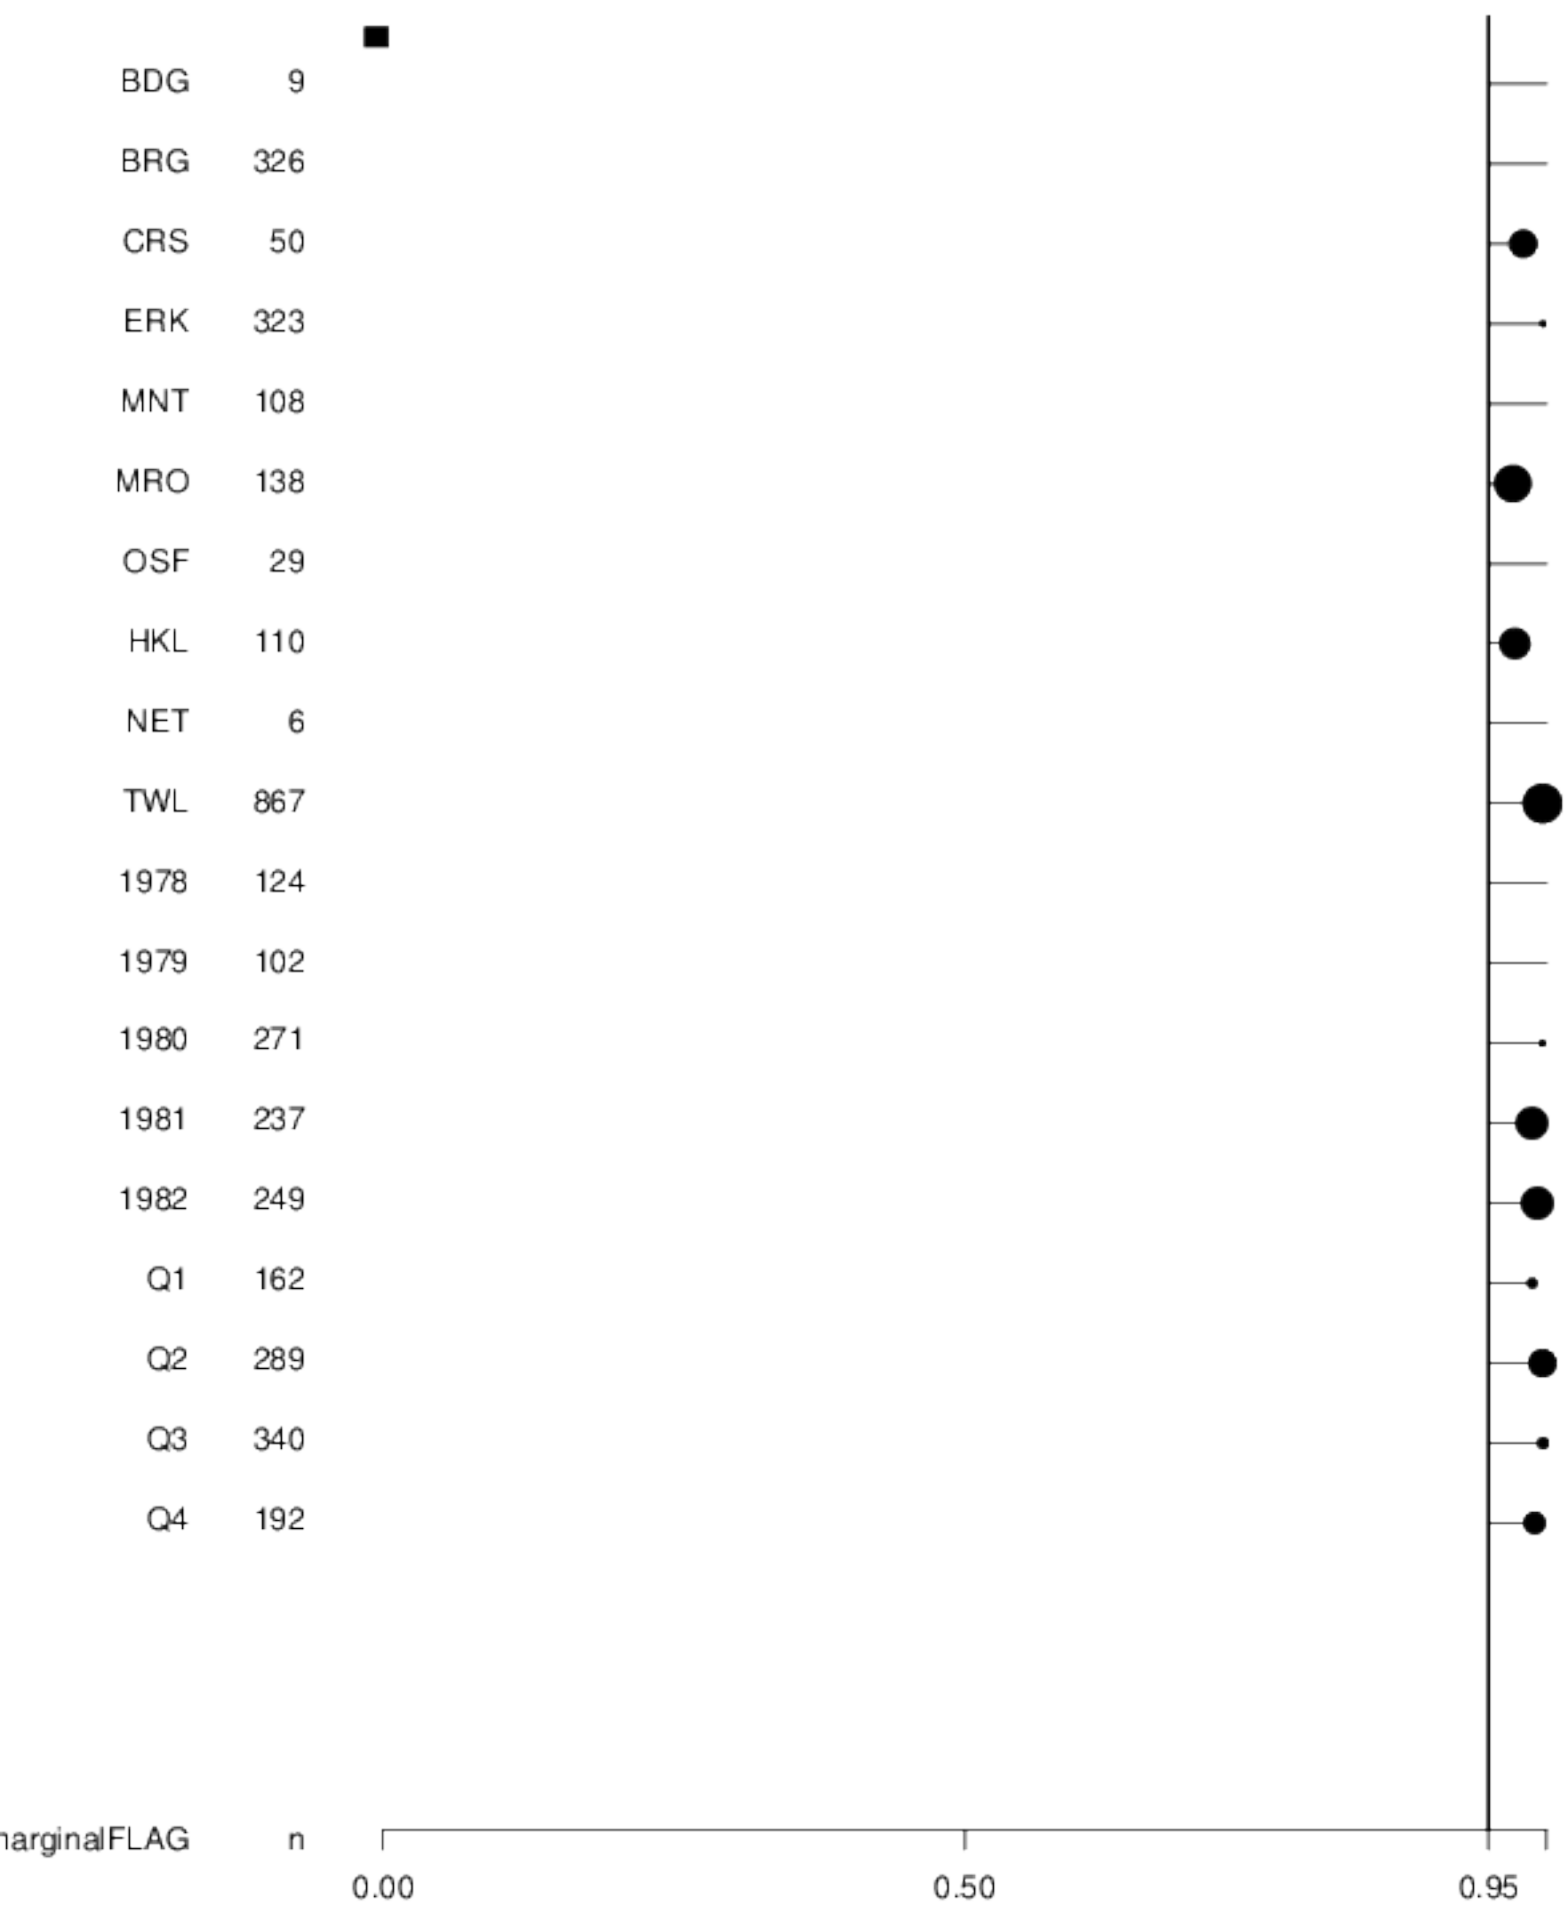 BDG 9
BRG 326
CRS 50
ERK 323
MNT 108
MRO 138
OSF 29
HKL 110
NET 6
TWL 867
1978 124
1979 102
1980 271
1981 237
1982 249
Q1 162
Q2 289
Q3 340
Q4 192
arginalFLAG n
0.00 0.50 0.95